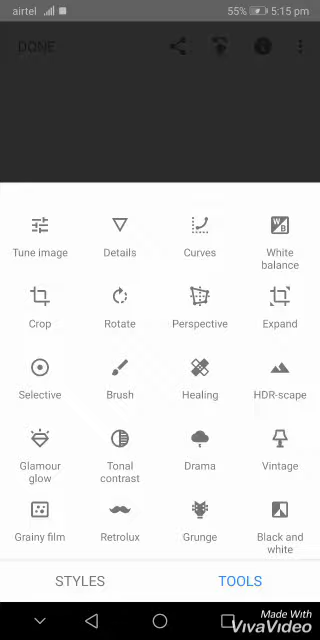 airtel 55% 5:15 pm
DONE
Tune image Details Curves White balance
Crop Rotate Perspective Expand
Selective Brush Healing HDR-scape
Glamour glow Tonal contrast Drama Vintage
Grainy film Retrolux Grunge Black and white
STYLES TOOLS
Made With
VivaVideo